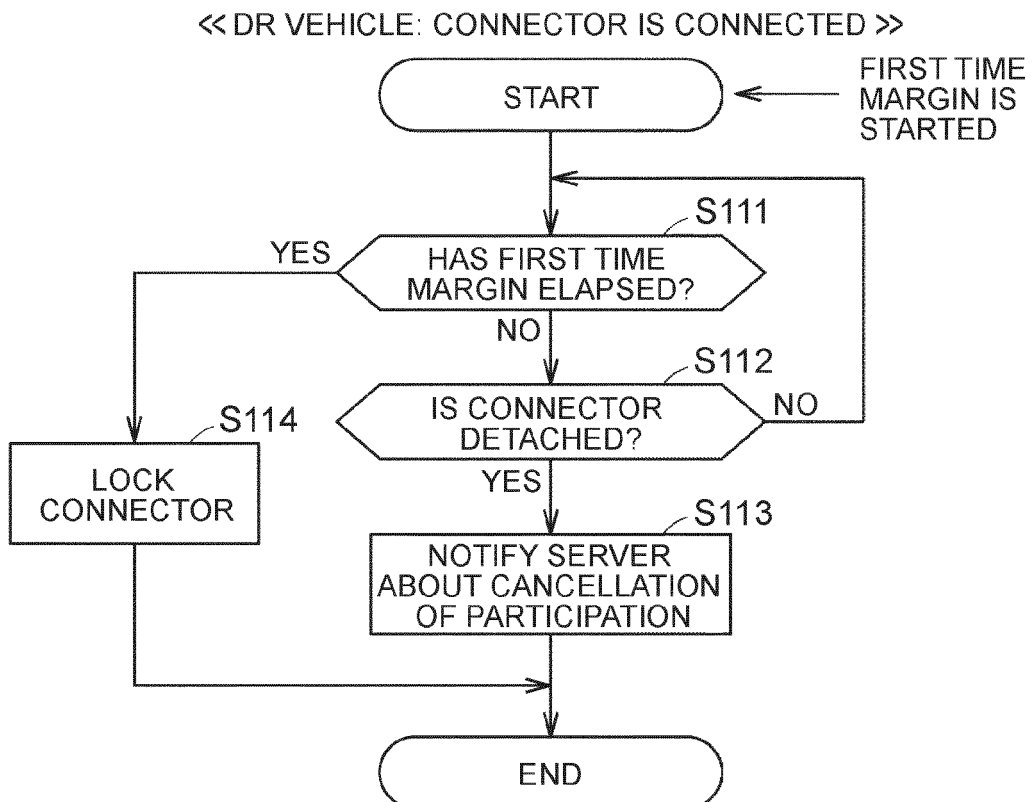 << DR VEHICLE: CONNECTOR IS CONNECTED >>
START
FIRST TIME
MARGIN IS
STARTED
S111
YES
HAS FIRST TIME
MARGIN ELAPSED?
NO
S112
IS CONNECTOR
DETACHED?
NO
S114
LOCK
CONNECTOR
YES
S113
NOTIFY SERVER
ABOUT CANCELLATION
OF PARTICIPATION
END